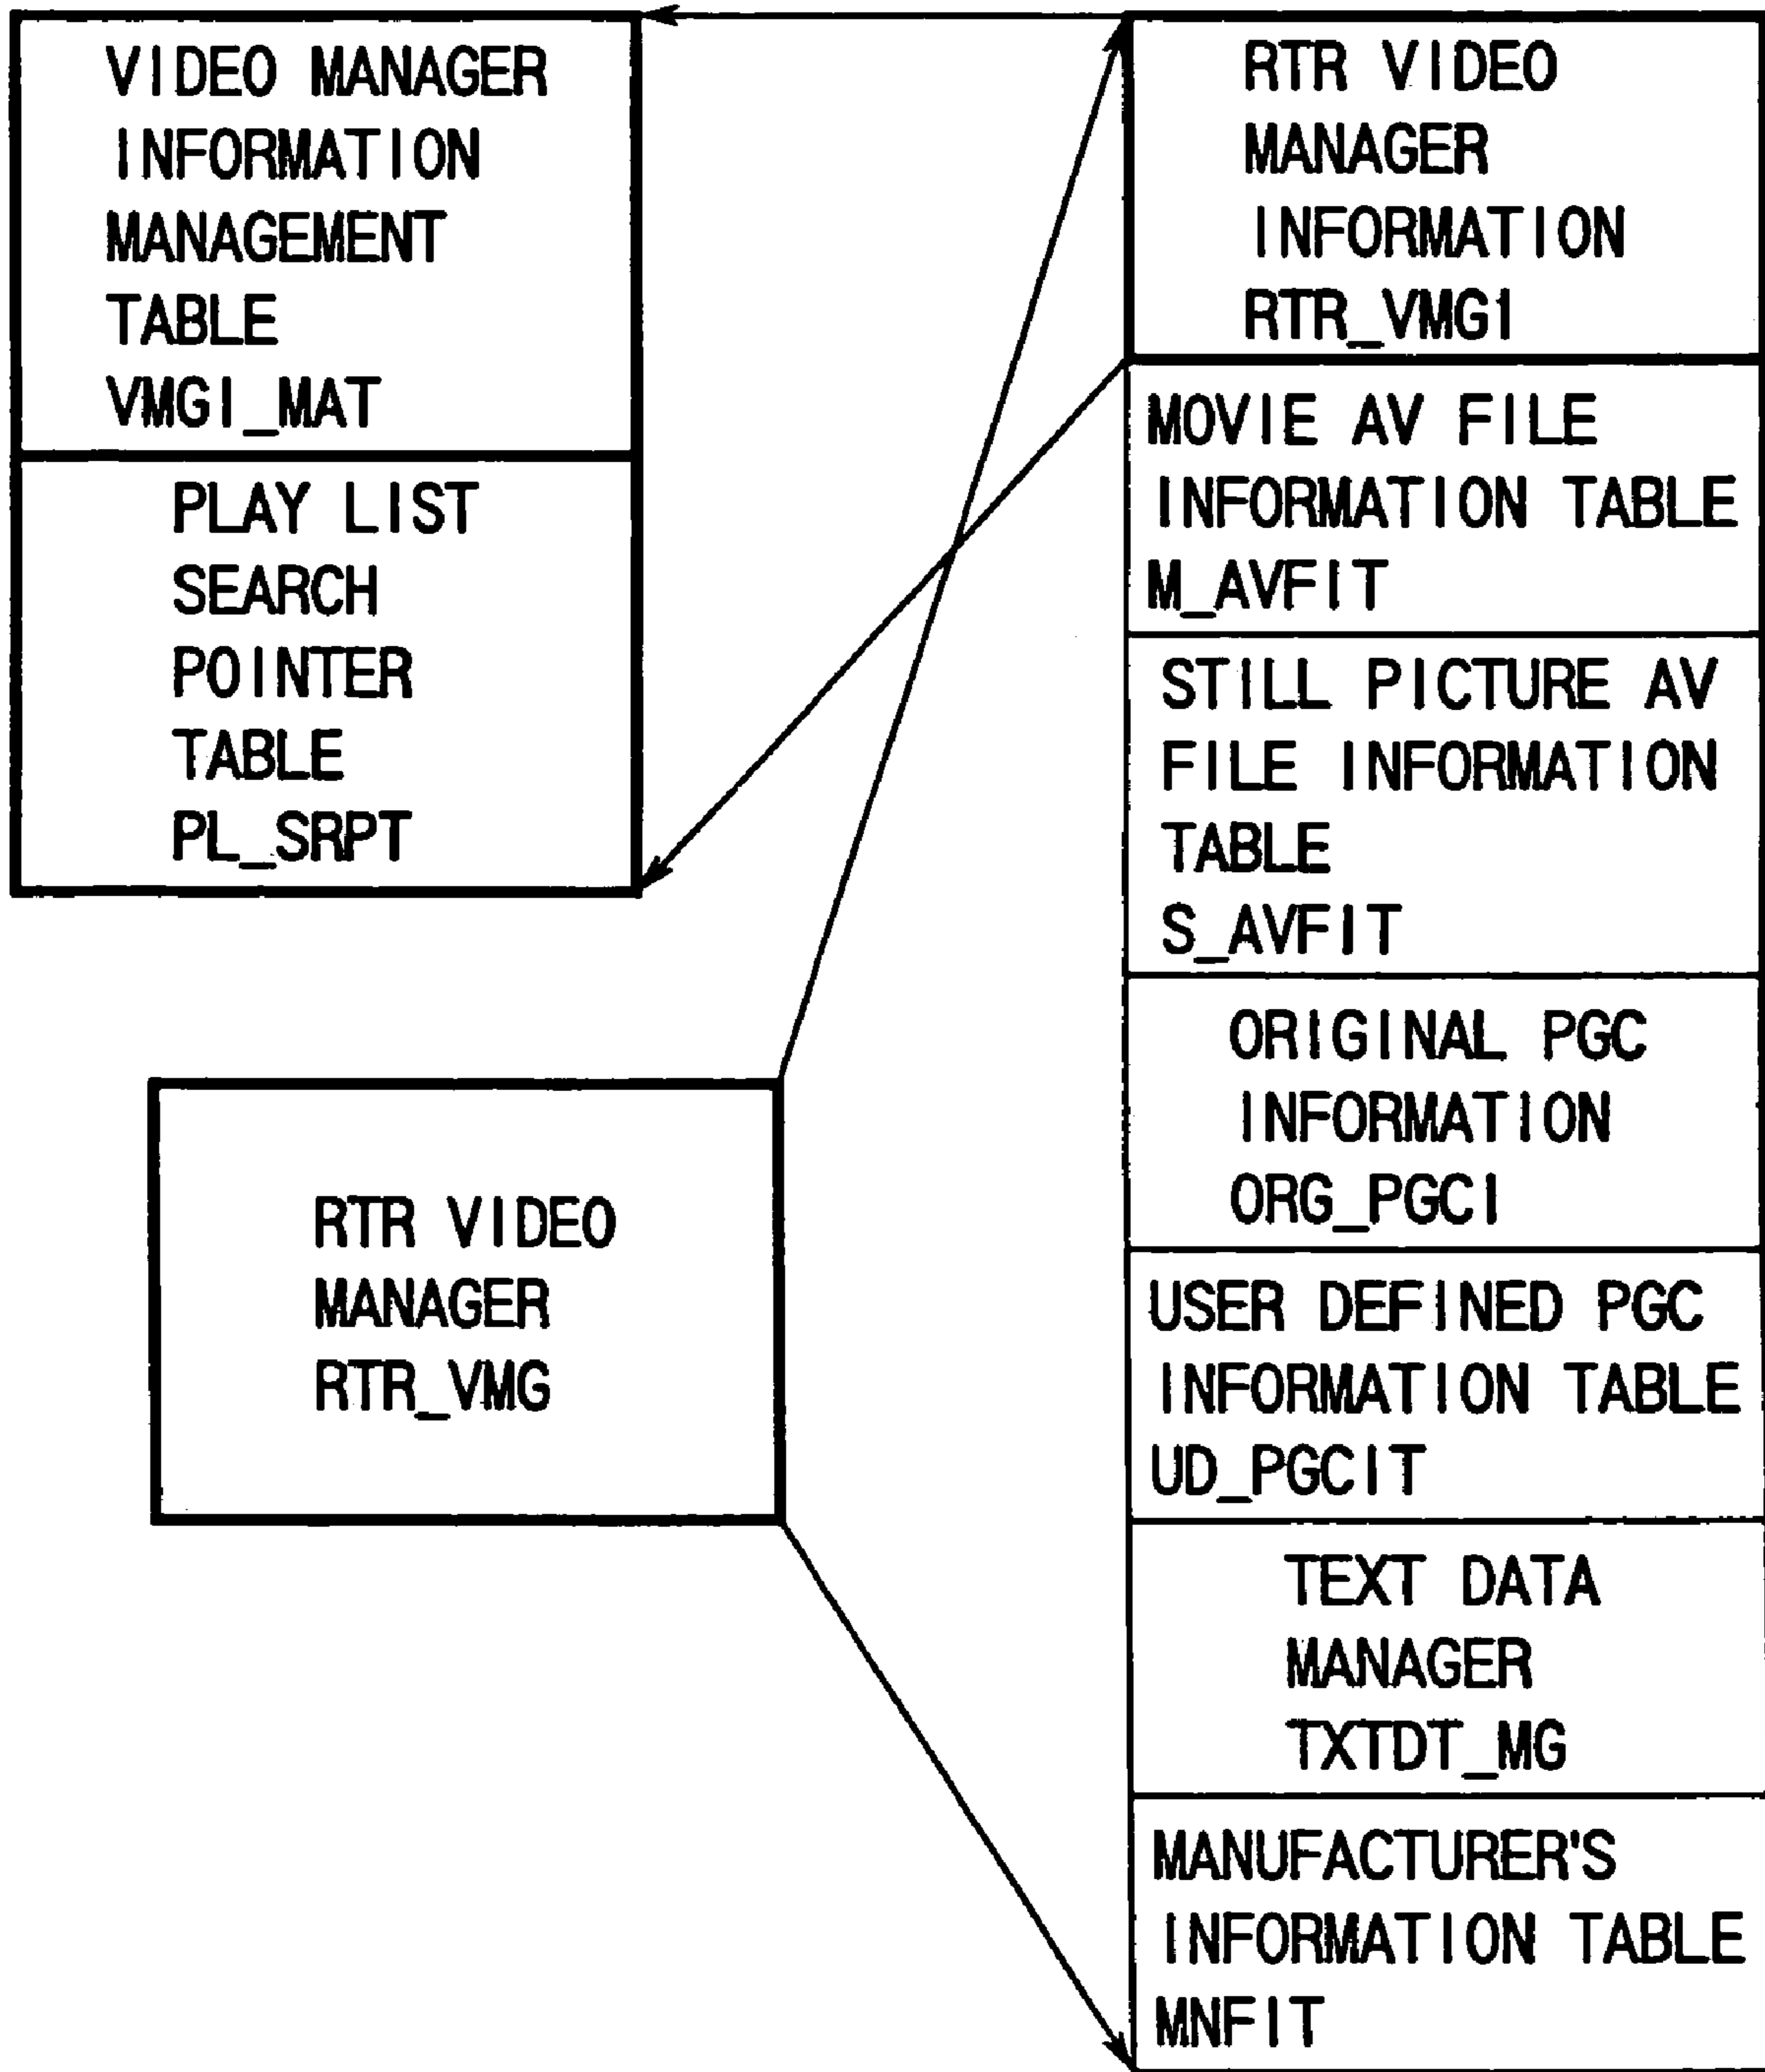 VIDEO MANAGER
INFORMATION
MANAGEMENT
TABLE
VMGI_MAT
PLAY LIST
SEARCH
POINTER
TABLE
PL_SRPT
RTR VIDEO
MANAGER
RTR_VMG
RTR VIDEO
MANAGER
INFORMATION
RTR_VMGI
MOVIE AV FILE
INFORMATION TABLE
M_AVFIT
STILL PICTURE AV
FILE INFORMATION
TABLE
S_AVFIT
ORIGINAL PGC
INFORMATION
ORG_PGCI
USER DEFINED PGC
INFORMATION TABLE
UD_PGCIT
TEXT DATA
MANAGER
TXTDT_MG
MANUFACTURER'S
INFORMATION TABLE
MNFIT